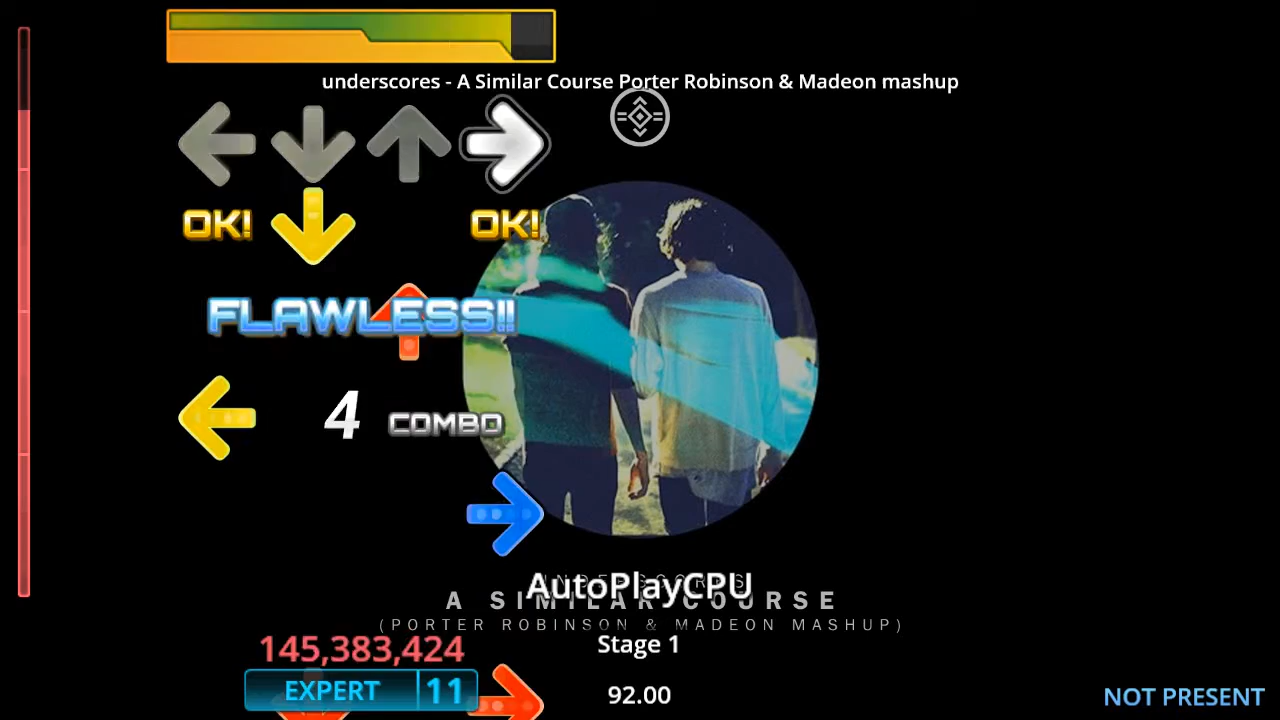 underscores - A Similar Course Porter Robinson & Madeon mashup
OK! OK!
FLAWLESS!!
4 COMBO
UNDERSCORES
AutoPlayCPU
A SIMILAR COURSE
(PORTER ROBINSON & MADEON MASHUP)
145,383,424
Stage 1
EXPERT 11
92.00
NOT PRESENT